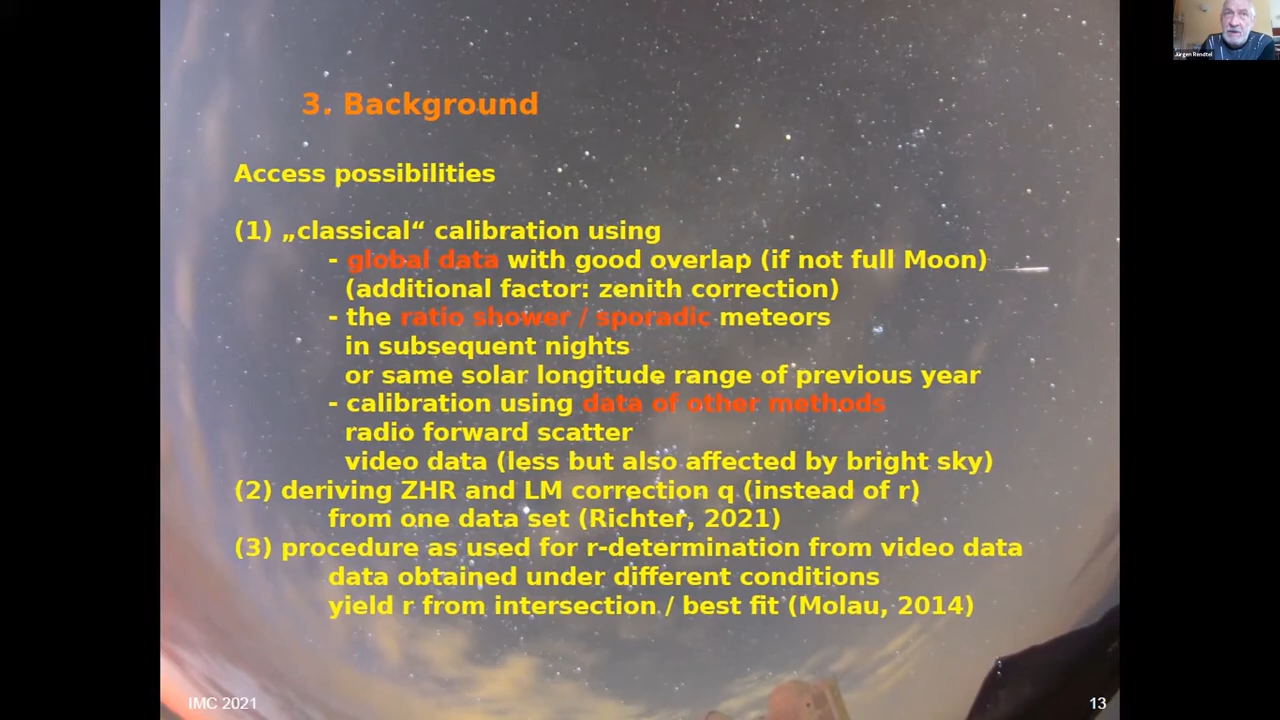 Jürgen Rendtel
3. Background
Access possibilities
(1) „classical“ calibration using
- global data with good overlap (if not full Moon)
(additional factor: zenith correction)
- the ratio shower / sporadic meteors
in subsequent nights
or same solar longitude range of previous year
- calibration using data of other methods
radio forward scatter
video data (less but also affected by bright sky)
(2) deriving ZHR and LM correction q (instead of r)
from one data set (Richter, 2021)
(3) procedure as used for r-determination from video data
data obtained under different conditions
yield r from intersection / best fit (Molau, 2014)
IMC 2021
13